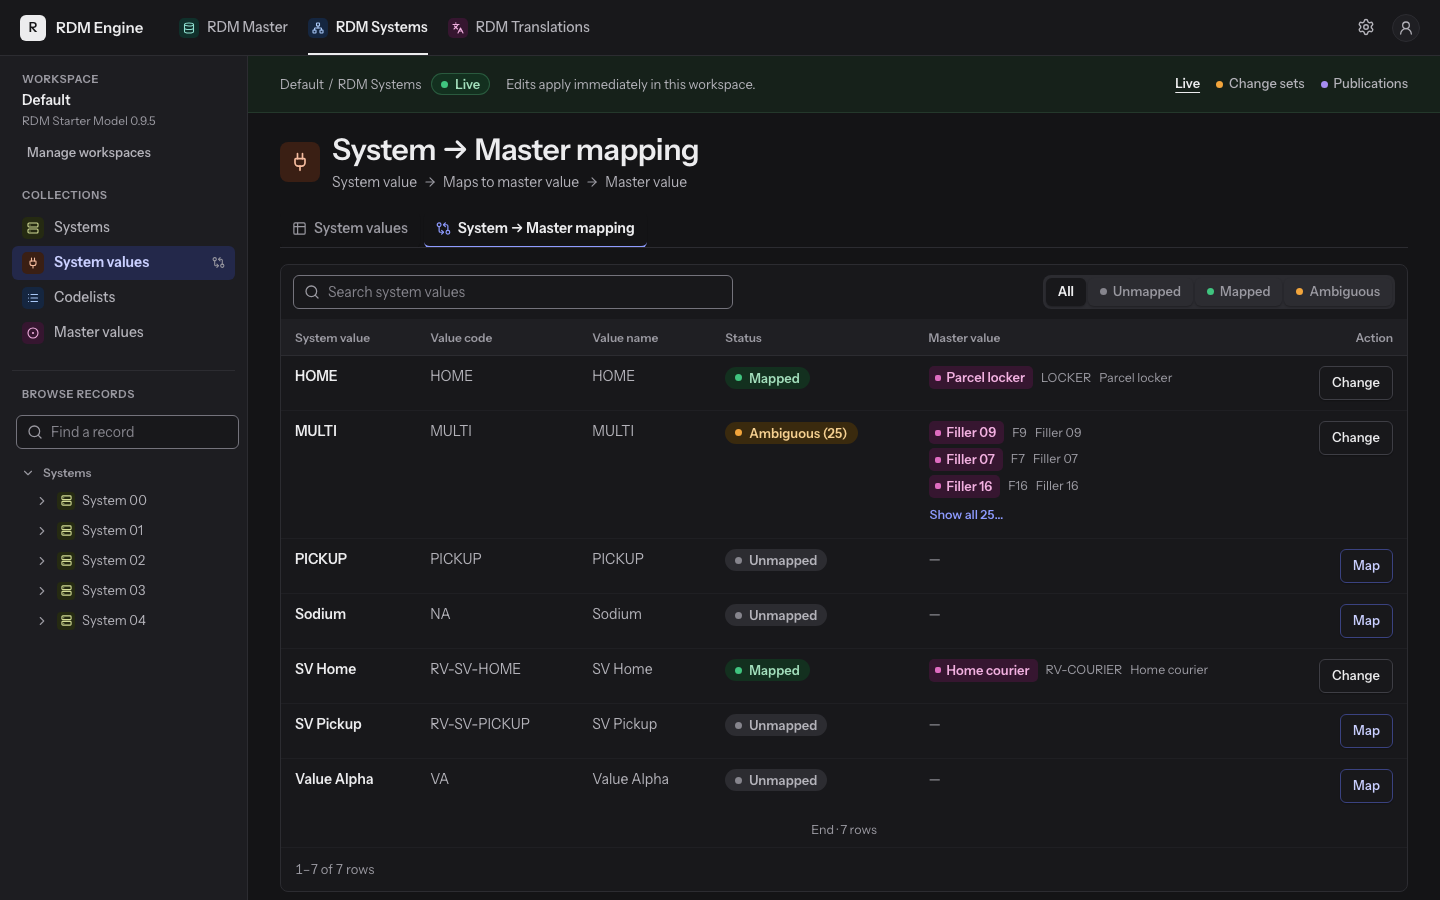 R RDM Engine RDM Master RDM Systems RDM Translations
WORKSPACE
Default
RDM Starter Model 0.9.5
Manage workspaces
COLLECTIONS
Systems
System values
Codelists
Master values
BROWSE RECORDS
Find a record
Systems
System 00
System 01
System 02
System 03
System 04
Default / RDM Systems Live Edits apply immediately in this workspace. Live Change sets Publications
System → Master mapping
System value → Maps to master value → Master value
System values System → Master mapping
Search system values All Unmapped Mapped Ambiguous
System value Value code Value name Status Master value Action
HOME HOME HOME Mapped Parcel locker LOCKER Parcel locker Change
MULTI MULTI MULTI Ambiguous (25) Filler 09 F9 Filler 09 Change
Filler 07 F7 Filler 07
Filler 16 F16 Filler 16
Show all 25...
PICKUP PICKUP PICKUP Unmapped — Map
Sodium NA Sodium Unmapped — Map
SV Home RV-SV-HOME SV Home Mapped Home courier RV-COURIER Home courier Change
SV Pickup RV-SV-PICKUP SV Pickup Unmapped — Map
Value Alpha VA Value Alpha Unmapped — Map
End · 7 rows
1–7 of 7 rows